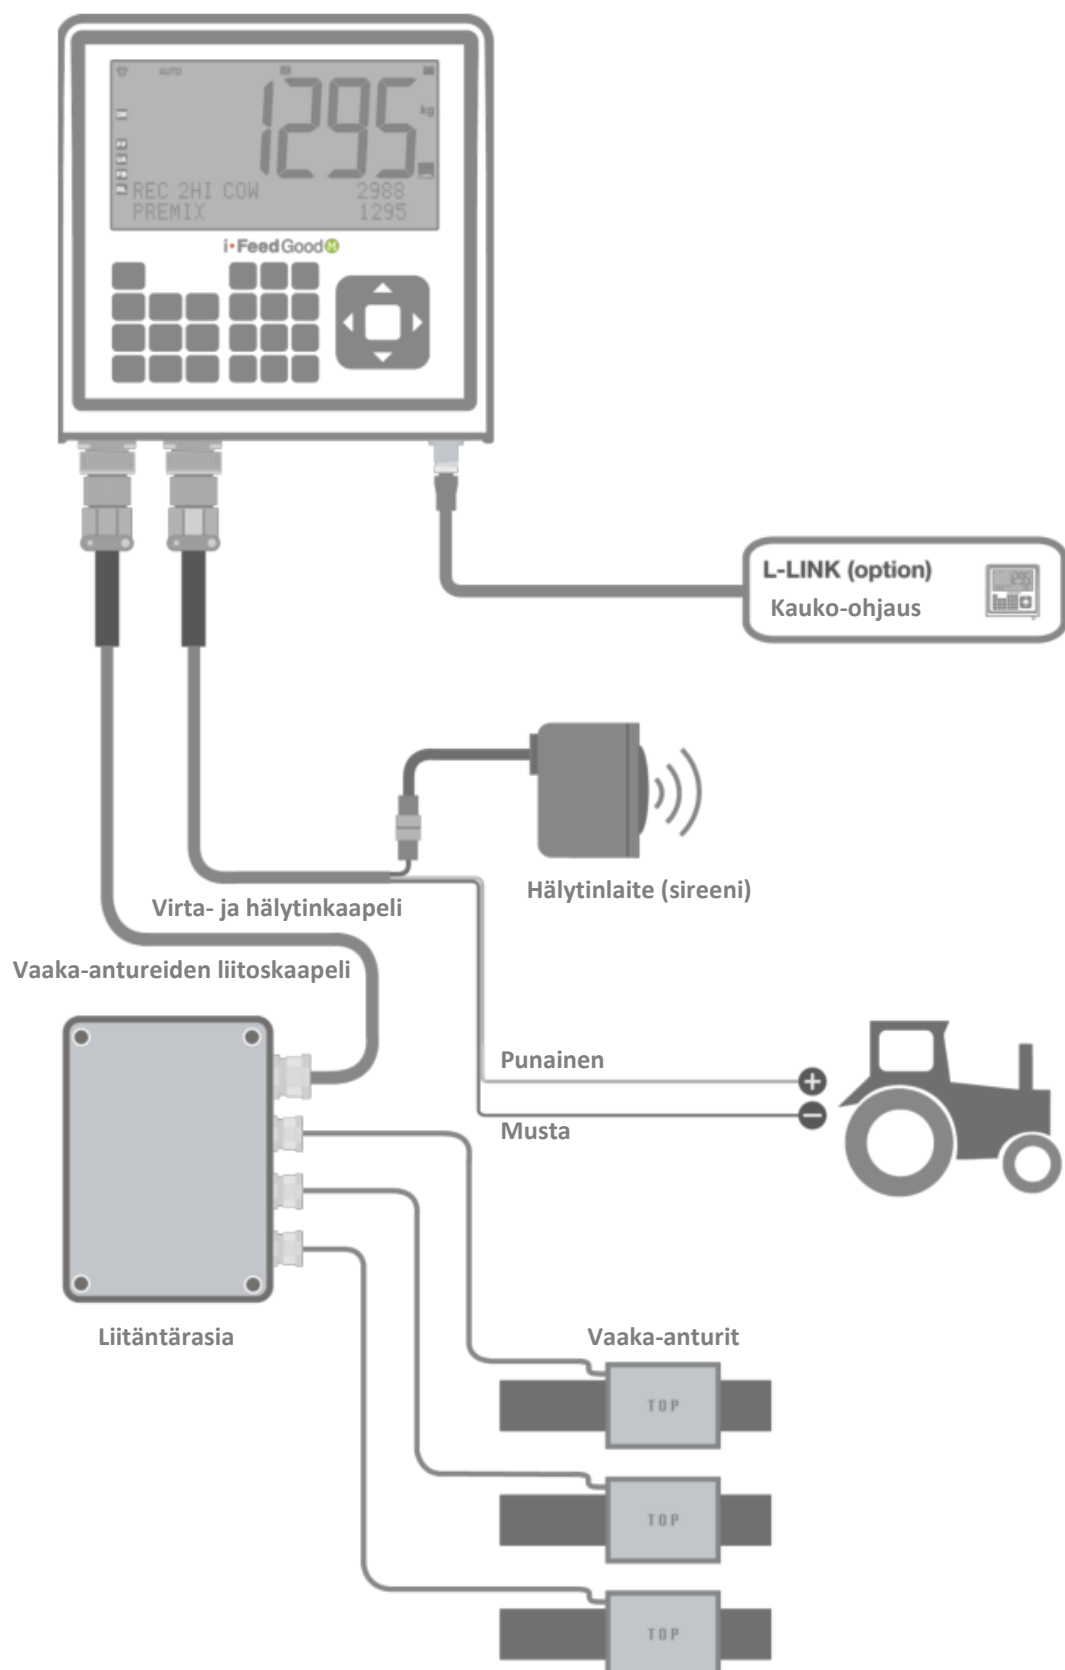 AUTO
1295
kg
REC 2HI COW 2988
PREMIX 1295
i•FeedGood M
L-LINK (option)
Kauko-ohjaus
Hälytinlaite (sireeni)
Virta- ja hälytinkaapeli
Vaaka-antureiden liitoskaapeli
Punainen
Musta
Liitäntärasia
Vaaka-anturit
TOP
TOP
TOP